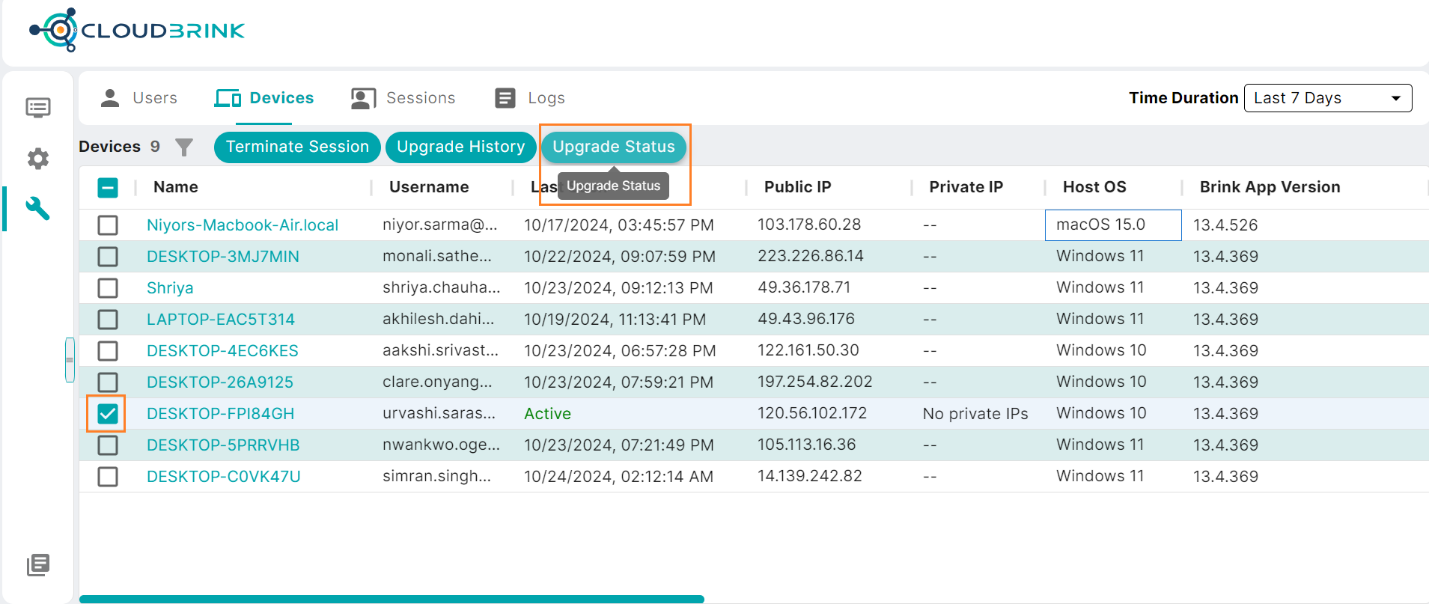 CLOUDBRINK
Users Devices Sessions Logs Time Duration Last 7 Days
Devices 9 Terminate Session Upgrade History Upgrade Status
Upgrade Status
Name Username Public IP Private IP Host OS Brink App Version
Niyors-Macbook-Air.local niyor.sarma@... 10/17/2024, 03:45:57 PM 103.178.60.28 -- macOS 15.0 13.4.526
DESKTOP-3MJ7MIN monali.sathe... 10/22/2024, 09:07:59 PM 223.226.86.14 -- Windows 11 13.4.369
Shriya shriya.chauha... 10/23/2024, 09:12:13 PM 49.36.178.71 -- Windows 11 13.4.369
LAPTOP-EAC5T314 akhilesh.dahi... 10/19/2024, 11:13:41 PM 49.43.96.176 -- Windows 11 13.4.369
DESKTOP-4EC6KES aakshi.srivast... 10/23/2024, 06:57:28 PM 122.161.50.30 -- Windows 10 13.4.369
DESKTOP-26A9125 clare.onyang... 10/23/2024, 07:59:21 PM 197.254.82.202 -- Windows 10 13.4.369
DESKTOP-FPI84GH urvashi.saras... Active 120.56.102.172 No private IPs Windows 10 13.4.369
DESKTOP-5PRRVHB nwankwo.oge... 10/23/2024, 07:21:49 PM 105.113.16.36 -- Windows 11 13.4.369
DESKTOP-C0VK47U simran.singh... 10/24/2024, 02:12:14 AM 14.139.242.82 -- Windows 11 13.4.369